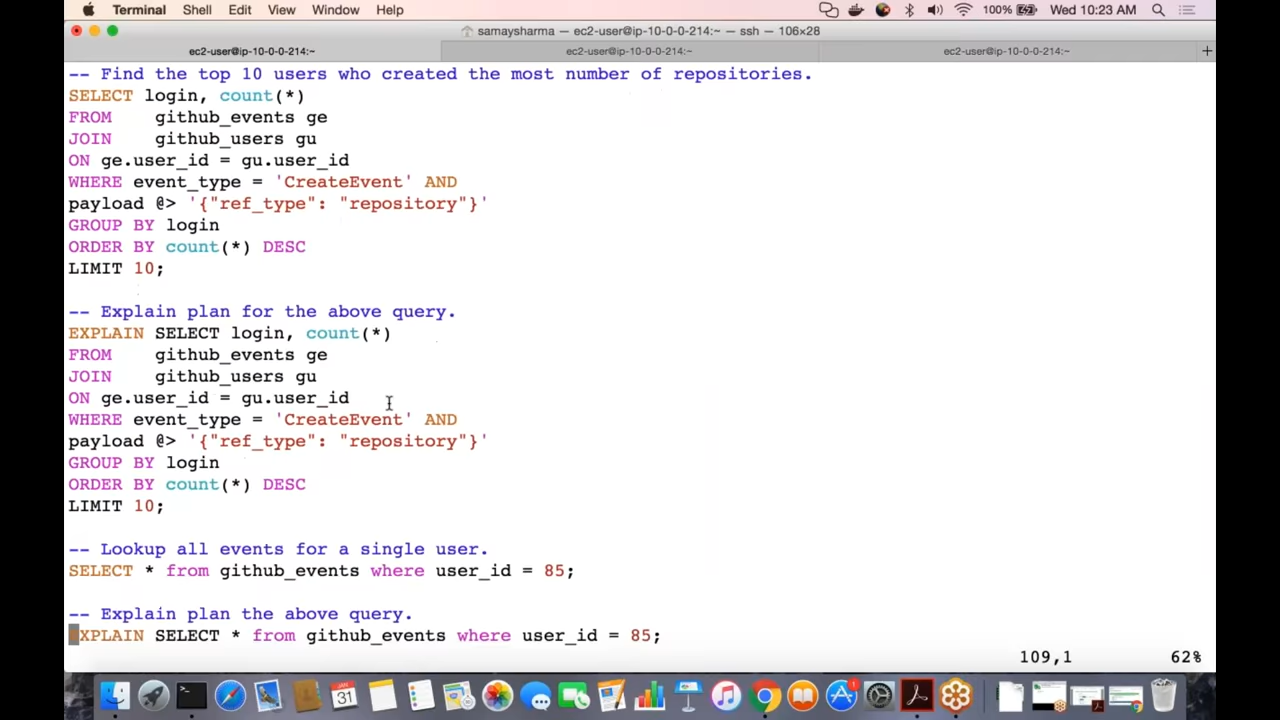 Terminal Shell Edit View Window Help 100% Wed 10:23 AM
samaysharma — ec2-user@ip-10-0-0-214:~ — ssh — 106×28
ec2-user@ip-10-0-0-214:~ ec2-user@ip-10-0-0-214:~ ec2-user@ip-10-0-0-214:~ +
-- Find the top 10 users who created the most number of repositories.
SELECT login, count(*)
FROM    github_events ge
JOIN    github_users gu
ON ge.user_id = gu.user_id
WHERE event_type = 'CreateEvent' AND
payload @> '{"ref_type": "repository"}'
GROUP BY login
ORDER BY count(*) DESC
LIMIT 10;
-- Explain plan for the above query.
EXPLAIN SELECT login, count(*)
FROM    github_events ge
JOIN    github_users gu
ON ge.user_id = gu.user_id
WHERE event_type = 'CreateEvent' AND
payload @> '{"ref_type": "repository"}'
GROUP BY login
ORDER BY count(*) DESC
LIMIT 10;
-- Lookup all events for a single user.
SELECT * from github_events where user_id = 85;
-- Explain plan the above query.
EXPLAIN SELECT * from github_events where user_id = 85;
109,1 62%